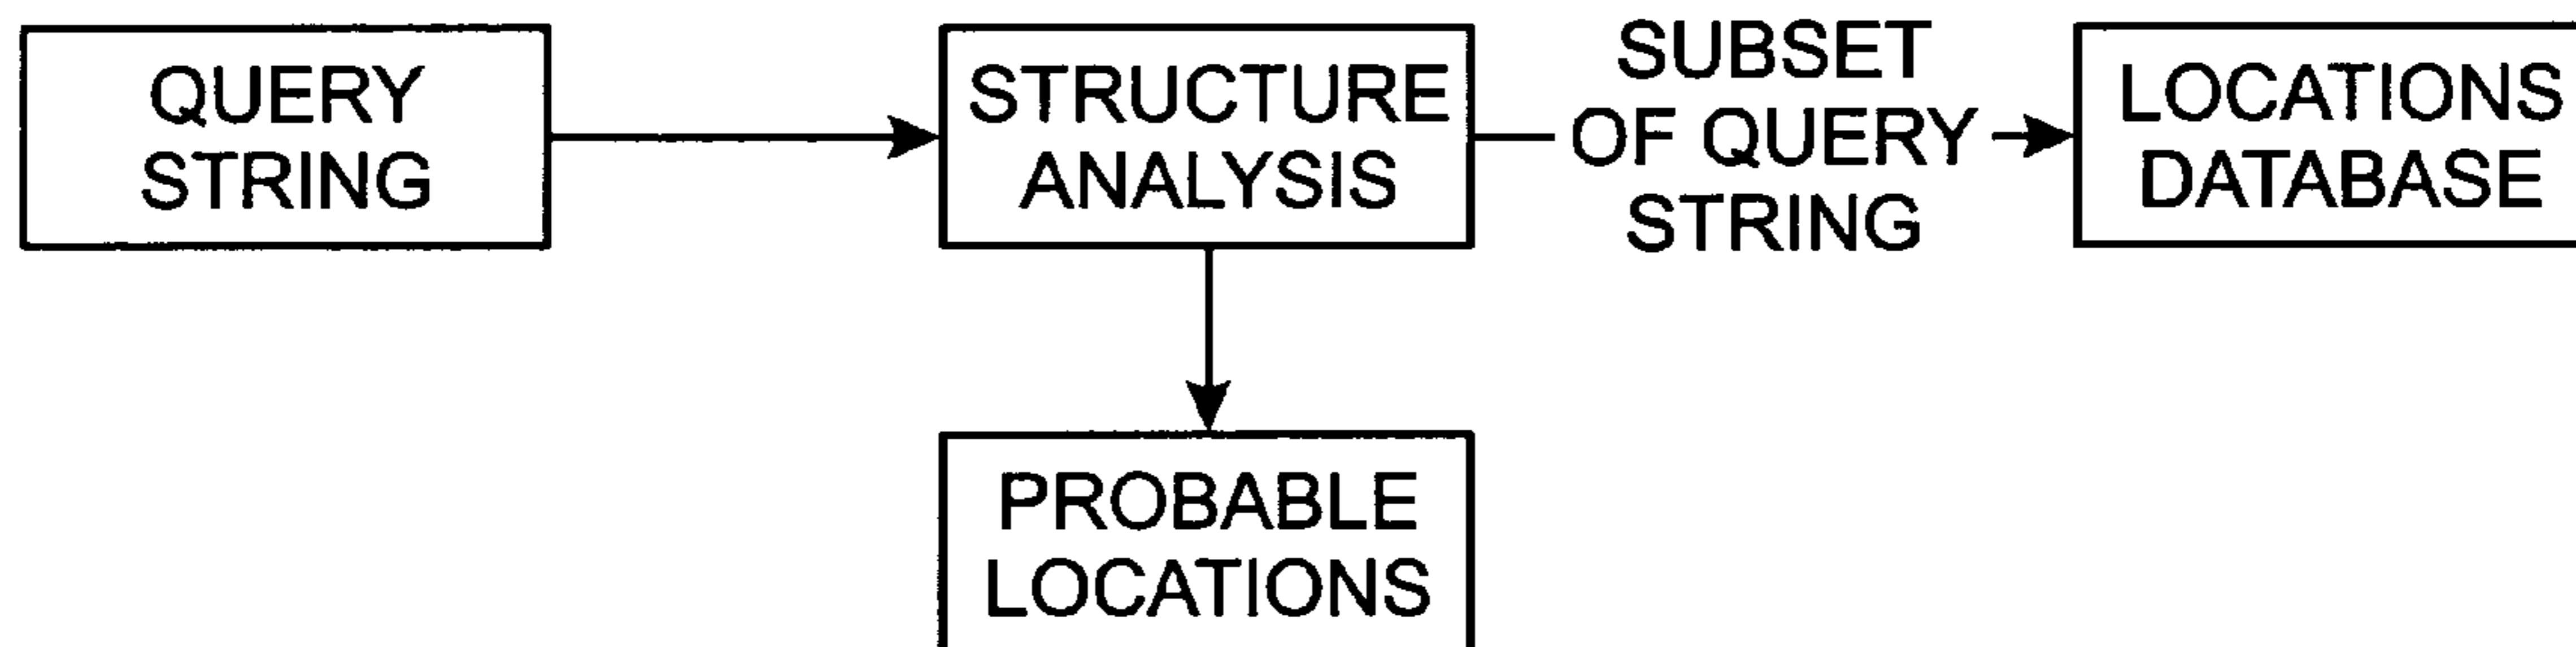 QUERY
STRING
STRUCTURE
ANALYSIS
SUBSET
OF QUERY
STRING
LOCATIONS
DATABASE
PROBABLE
LOCATIONS